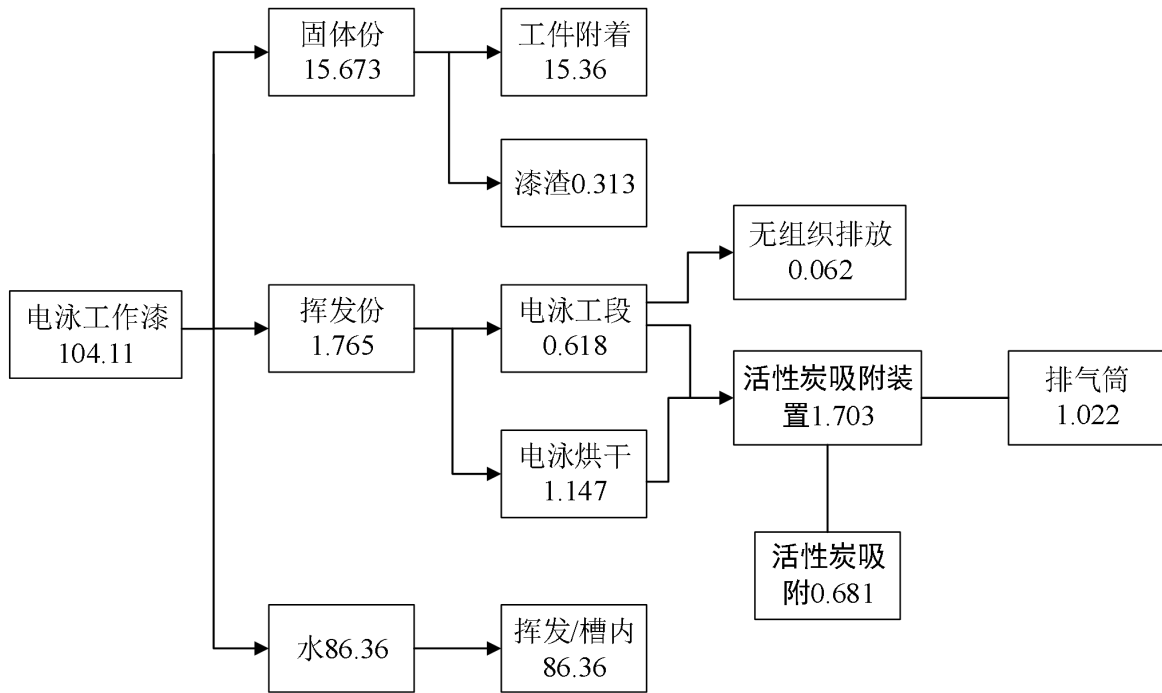 固体份
15.673
工件附着
15.36
漆渣0.313
无组织排放
0.062
电泳工作漆
104.11
挥发份
1.765
电泳工段
0.618
活性炭吸附装
置1.703
排气筒
1.022
电泳烘干
1.147
活性炭吸
附0.681
水86.36
挥发/槽内
86.36